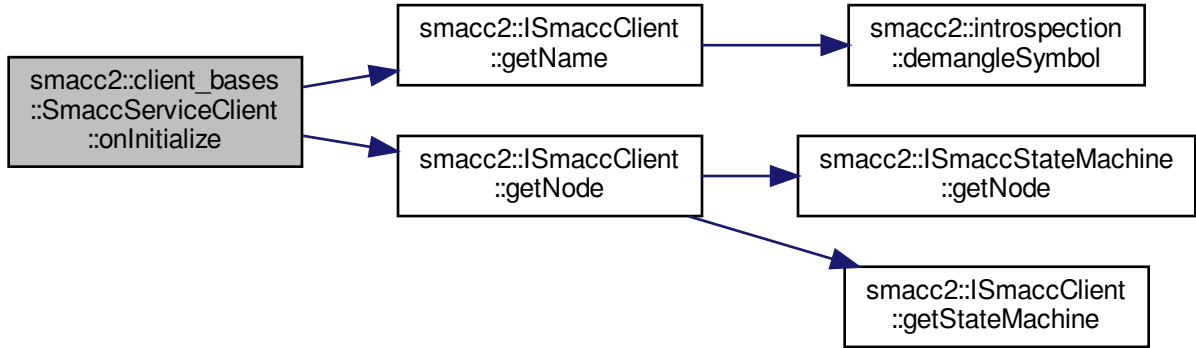 smacc2::client_bases
::SmaccServiceClient
::onInitialize
smacc2::ISmaccClient
::getName
smacc2::introspection
::demangleSymbol
smacc2::ISmaccClient
::getNode
smacc2::ISmaccStateMachine
::getNode
smacc2::ISmaccClient
::getStateMachine